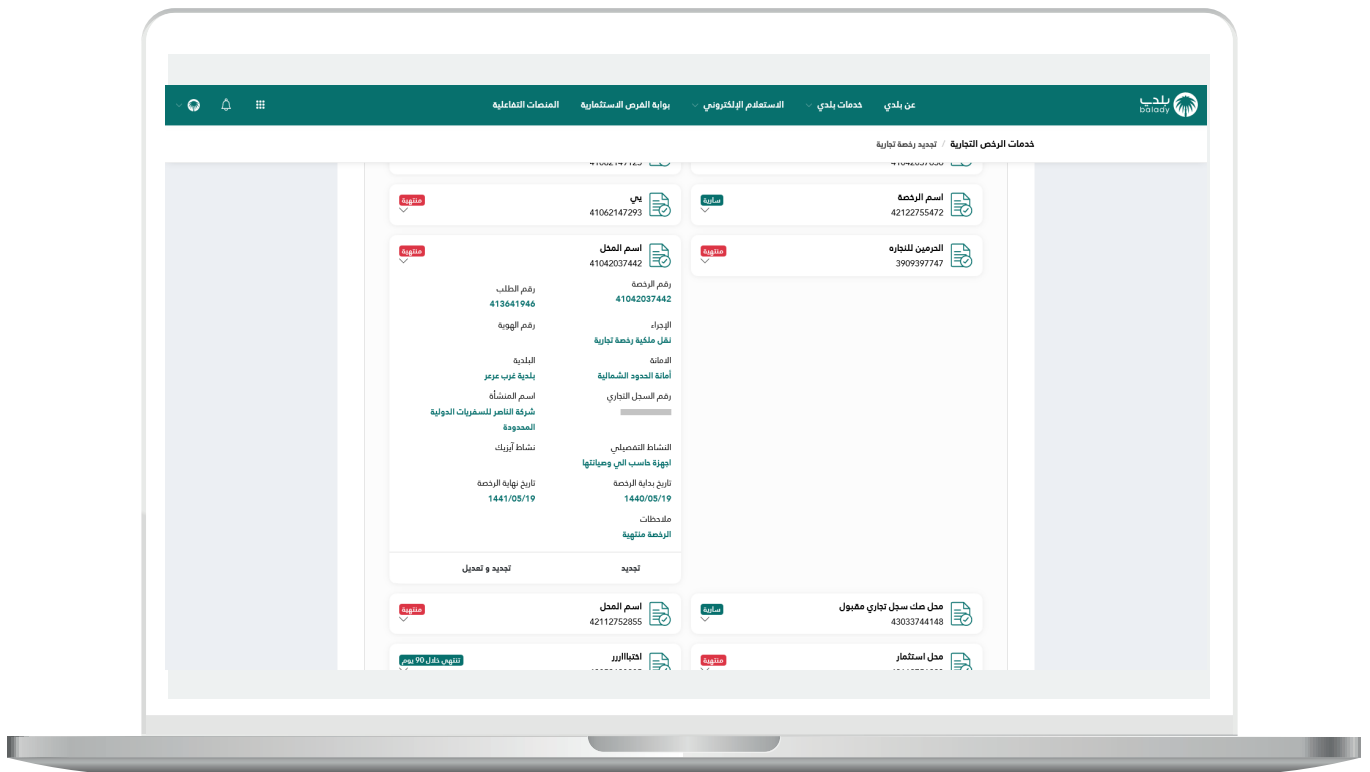 بلدي
balady
عن بلدي
خدمات بلدي
الاستعلام الإلكتروني
بوابة الفرص الاستثمارية
المنصات التفاعلية
خدمات الرخص التجارية / تجديد رخصة تجارية
اسم الرخصة
42122755472
سارية
يي
41062147293
منتهية
الحرمين للنجاره
3909397747
منتهية
اسم المخل
41042037442
منتهية
رقم الرخصة
41042037442
رقم الطلب
413641946
الإجراء
نقل ملكية رخصة تجارية
رقم الهوية
الامانة
أمانة الحدود الشمالية
البلدية
بلدية غرب عرعر
رقم السجل التجاري
اسم المنشأة
شركة الناصر للسفريات الدولية
المحدودة
النشاط التفصيلي
اجهزة حاسب الي وصيانتها
نشاط آيزيك
تاريخ بداية الرخصة
1440/05/19
تاريخ نهاية الرخصة
1441/05/19
ملاحظات
الرخصة منتهية
تجديد
تجديد و تعديل
محل صك سجل تجاري مقبول
43033744148
سارية
اسم المحل
42112752855
منتهية
محل استثمار
منتهية
اختباااارر
تنتهي خلال 90 يوم